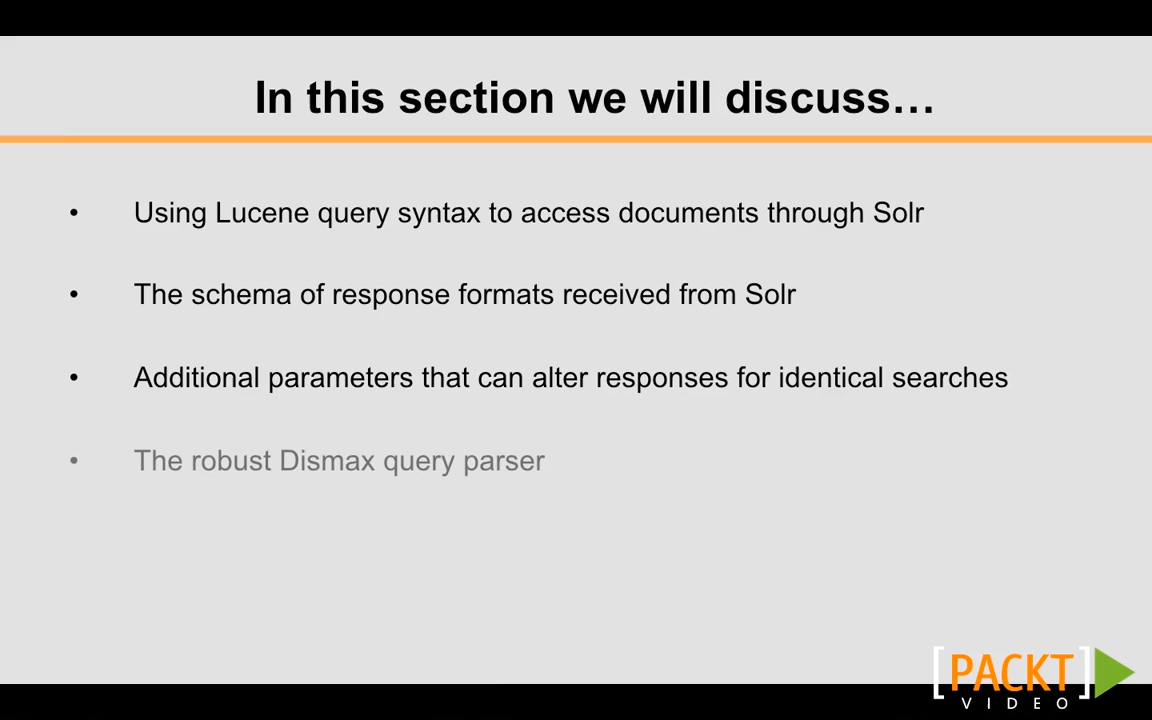 In this section we will discuss…
• Using Lucene query syntax to access documents through Solr
• The schema of response formats received from Solr
• Additional parameters that can alter responses for identical searches
• The robust Dismax query parser
[PACKT]
VIDEO